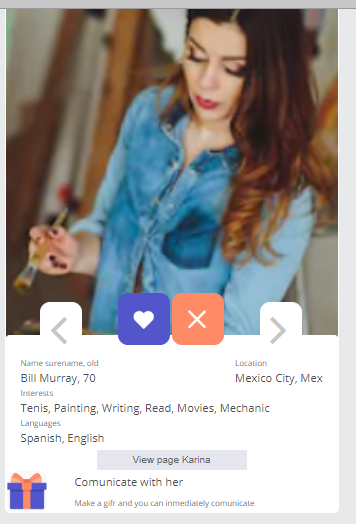 Name surename, old
Location
Bill Murray, 70
Mexico City, Mex
Interests
Tenis, Painting, Writing, Read, Movies, Mechanic
Languages
Spanish, English
View page Karina
Comunicate with her
Make a gifr and you can inmediately comunicate